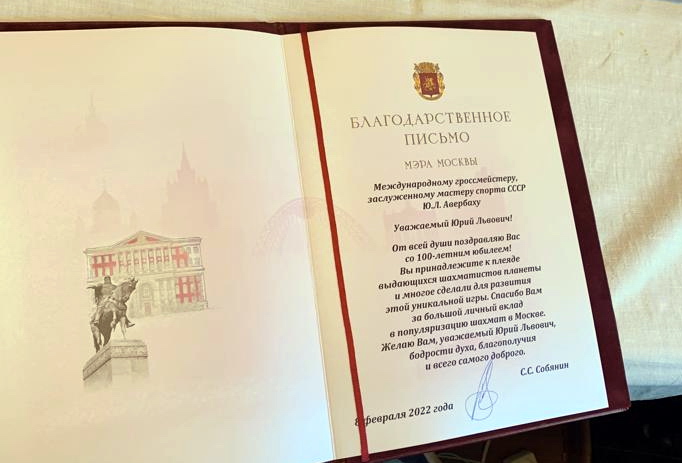 БЛАГОДАРСТВЕННОЕ
ПИСЬМО
МЭРА МОСКВЫ
Международному гроссмейстеру,
заслуженному мастеру спорта СССР
Ю.Л. Авербаху
Уважаемый Юрий Львович!
От всей души поздравляю Вас
со 100-летним юбилеем!
Вы принадлежите к плеяде
выдающихся шахматистов планеты
и многое сделали для развития
этой уникальной игры. Спасибо Вам
за большой личный вклад
в популяризацию шахмат в Москве.
Желаю Вам, уважаемый Юрий Львович,
бодрости духа, благополучия
и всего самого доброго.
С.С. Собянин
8 февраля 2022 года